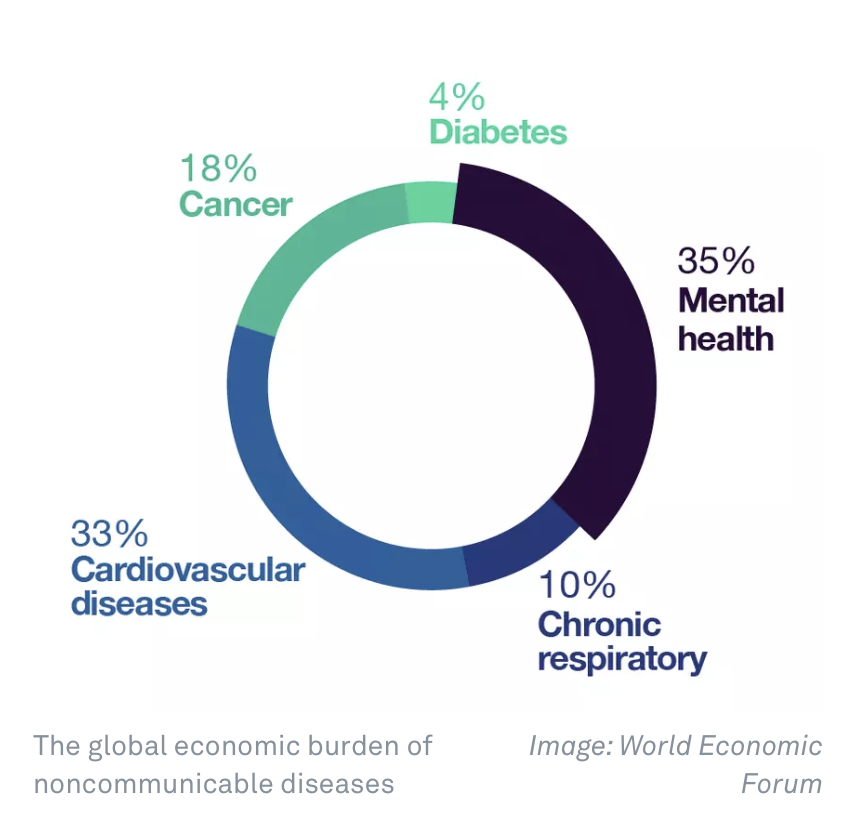 4%
Diabetes
18%
Cancer
35%
Mental
health
33%
Cardiovascular
diseases
10%
Chronic
respiratory
The global economic burden of
noncommunicable diseases
Image: World Economic
Forum